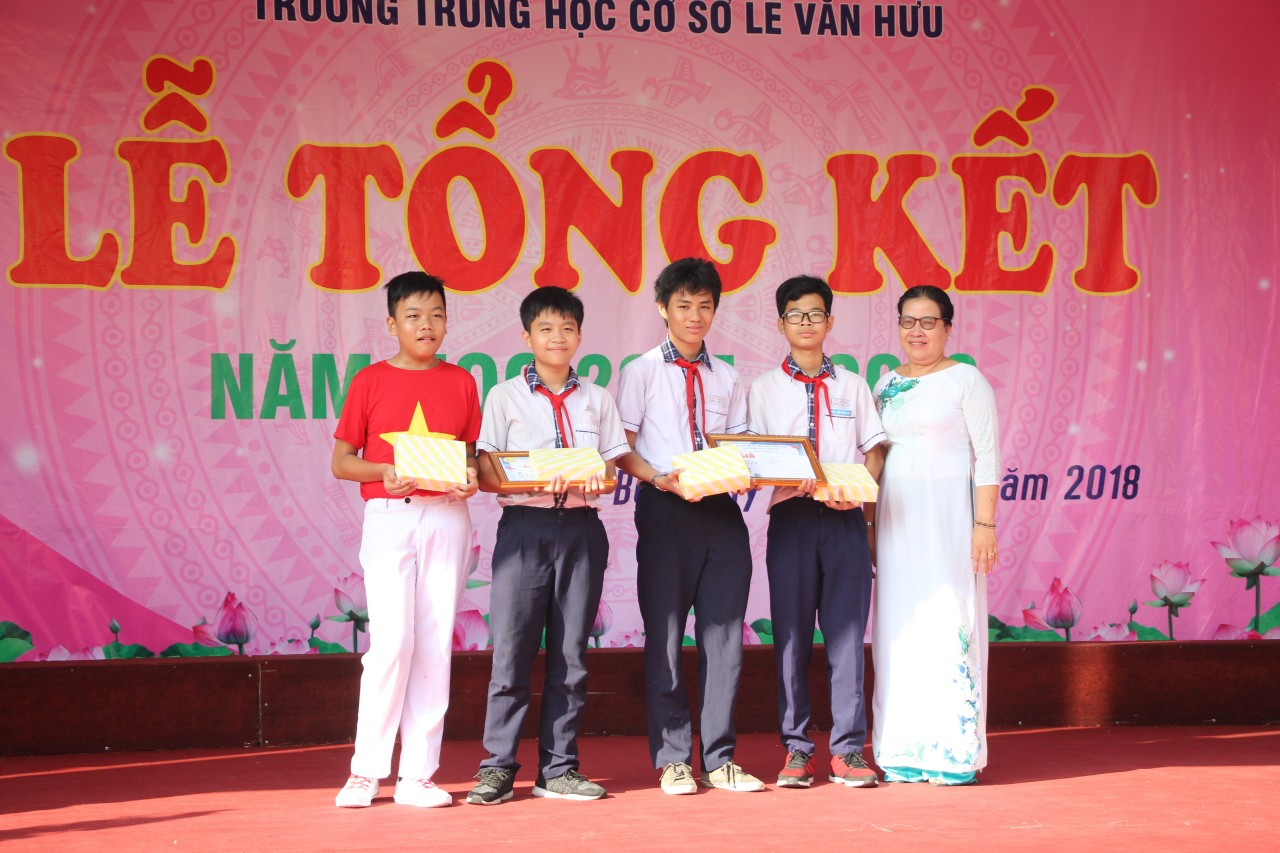 TRƯỜNG TRUNG HỌC CƠ SỞ LÊ VĂN HƯU
LỄ TỔNG KẾT
NĂM
năm 2018